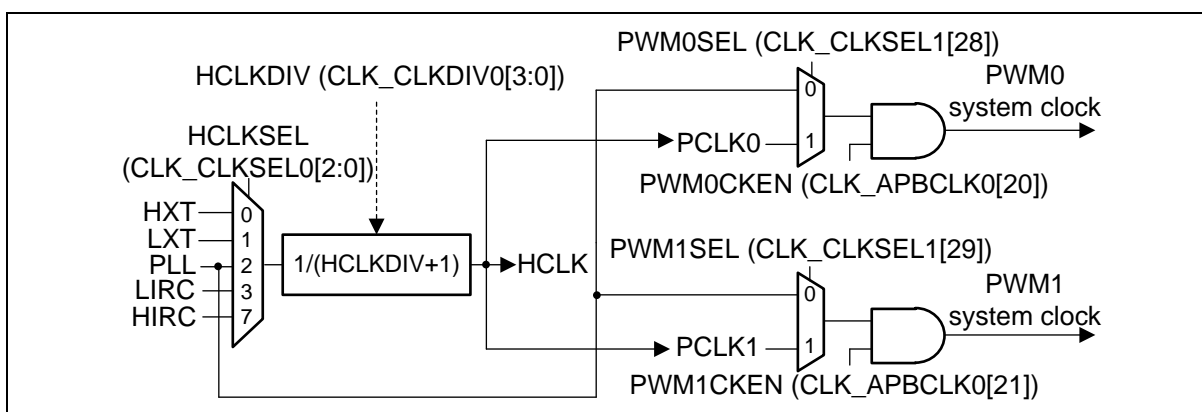 PWM0SEL (CLK_CLKSEL1[28])
HCLKDIV (CLK_CLKDIV0[3:0])
PWM0
system clock
0
1
PCLK0
HCLKSEL
(CLK_CLKSEL0[2:0])
PWM0CKEN (CLK_APBCLK0[20])
HXT
0
LXT
1
PLL
2
LIRC
3
HIRC
7
1/(HCLKDIV+1)
HCLK
PWM1SEL (CLK_CLKSEL1[29])
PWM1
system clock
0
1
PCLK1
PWM1CKEN (CLK_APBCLK0[21])